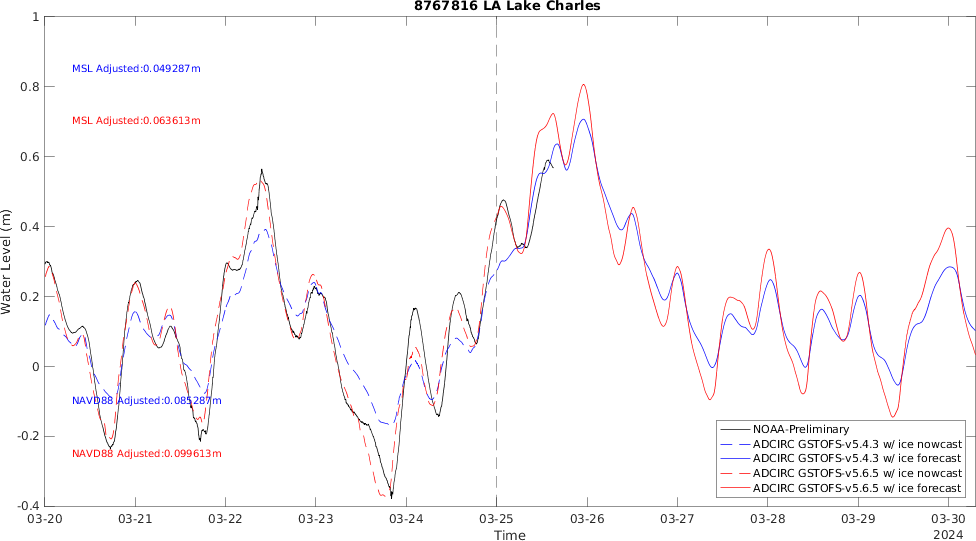 8767816 LA Lake Charles
1
0.8
0.6
0.4
0.2
0
-0.2
-0.4
Water Level (m)
MSL Adjusted:0.049287m
MSL Adjusted:0.063613m
NAVD88 Adjusted:0.085287m
NAVD88 Adjusted:0.099613m
NOAA-Preliminary
ADCIRC GSTOFS-v5.4.3 w/ ice nowcast
ADCIRC GSTOFS-v5.4.3 w/ ice forecast
ADCIRC GSTOFS-v5.6.5 w/ ice nowcast
ADCIRC GSTOFS-v5.6.5 w/ ice forecast
03-20 03-21 03-22 03-23 03-24 03-25 03-26 03-27 03-28 03-29 03-30
Time
2024